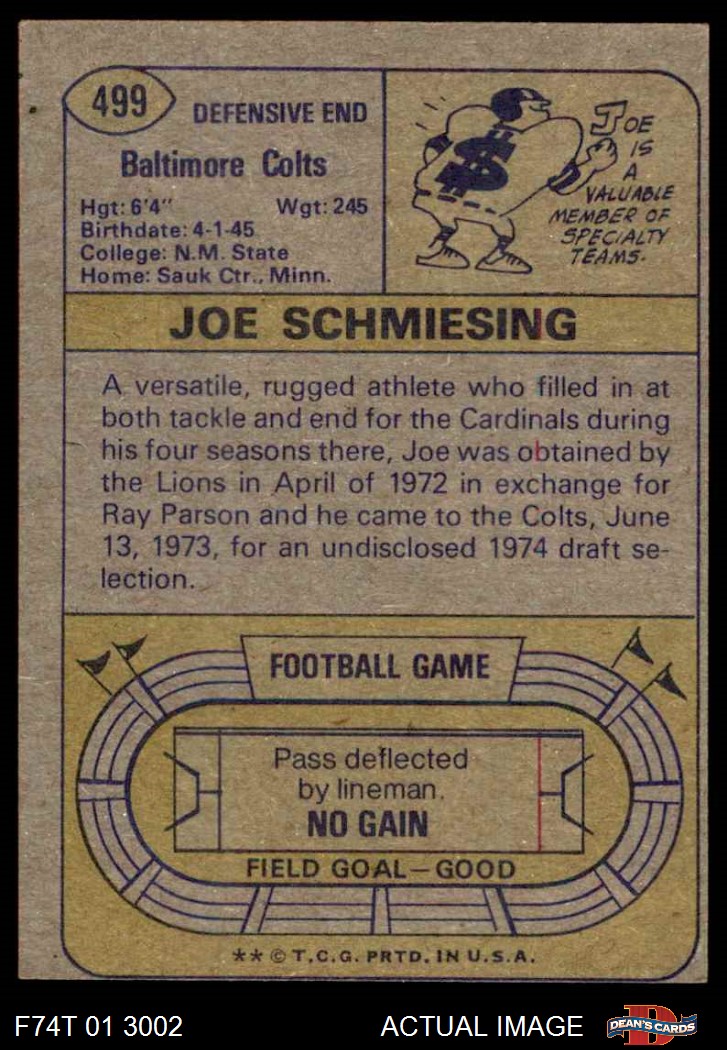 499
DEFENSIVE END
Baltimore Colts
Hgt: 6'4" Wgt: 245
Birthdate: 4-1-45
College: N.M. State
Home: Sauk Ctr., Minn.
$
JOE
IS
A
VALUABLE
MEMBER OF
SPECIALTY
TEAMS.
JOE SCHMIESING
A versatile, rugged athlete who filled in at
both tackle and end for the Cardinals during
his four seasons there, Joe was obtained by
the Lions in April of 1972 in exchange for
Ray Parson and he came to the Colts, June
13, 1973, for an undisclosed 1974 draft se-
lection.
FOOTBALL GAME
Pass deflected
by lineman.
NO GAIN
FIELD GOAL—GOOD
** © T.C.G. PRTD. IN U.S.A.
F74T 01 3002 ACTUAL IMAGE
D
DEAN'S CARDS